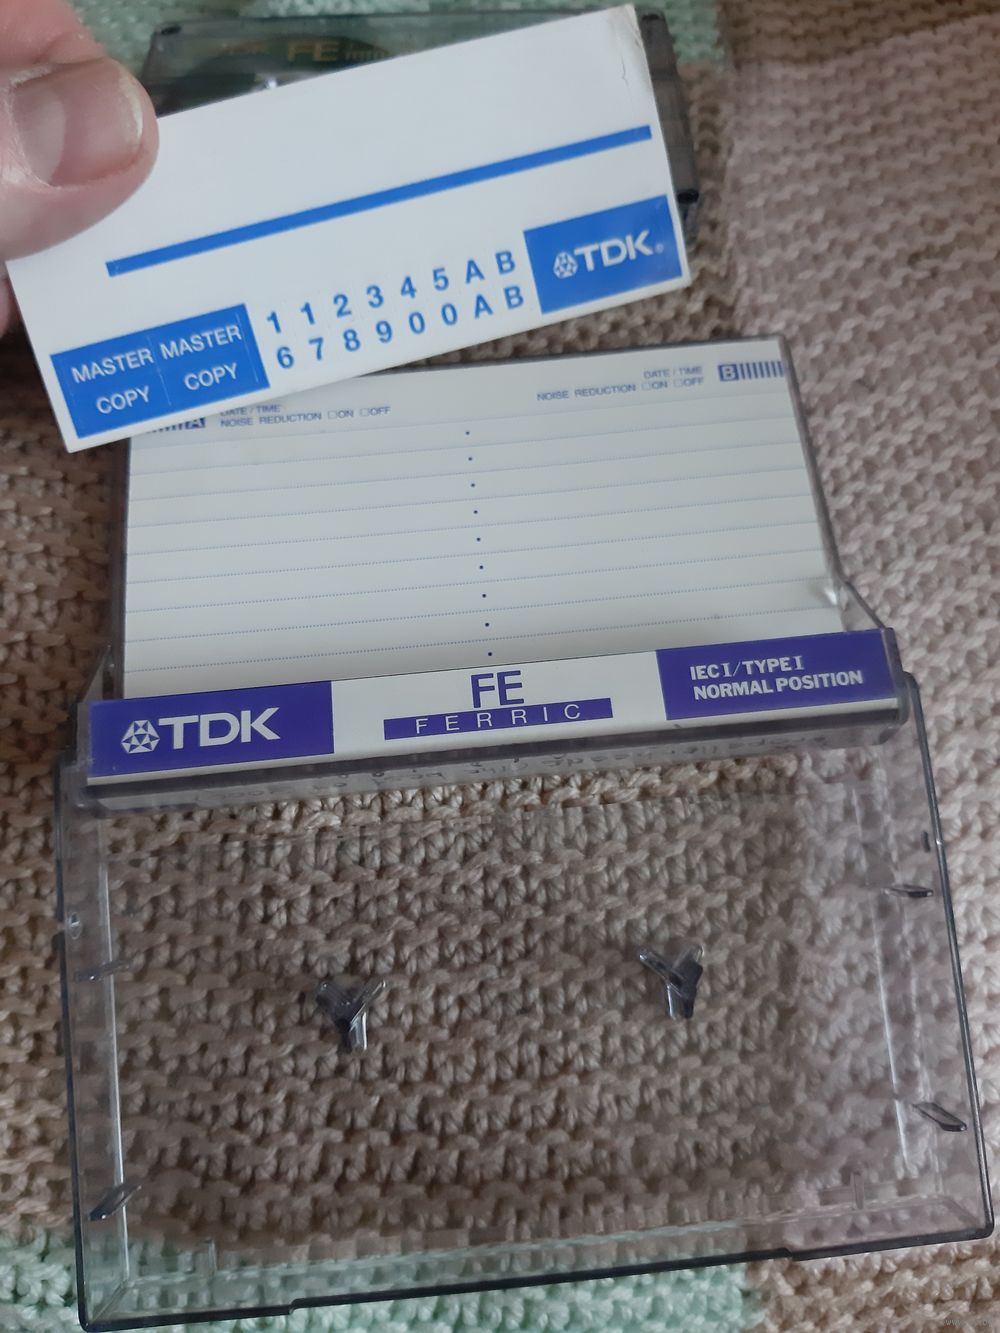 FE
TDK®
1 1 2 3 4 5 A B
6 7 8 9 0 0 A B
MASTER MASTER
COPY COPY
DATE / TIME
NOISE REDUCTION □ON □OFF
A
DATE / TIME
NOISE REDUCTION □ON □OFF
B
TDK
FE
FERRIC
IEC I / TYPE I
NORMAL POSITION